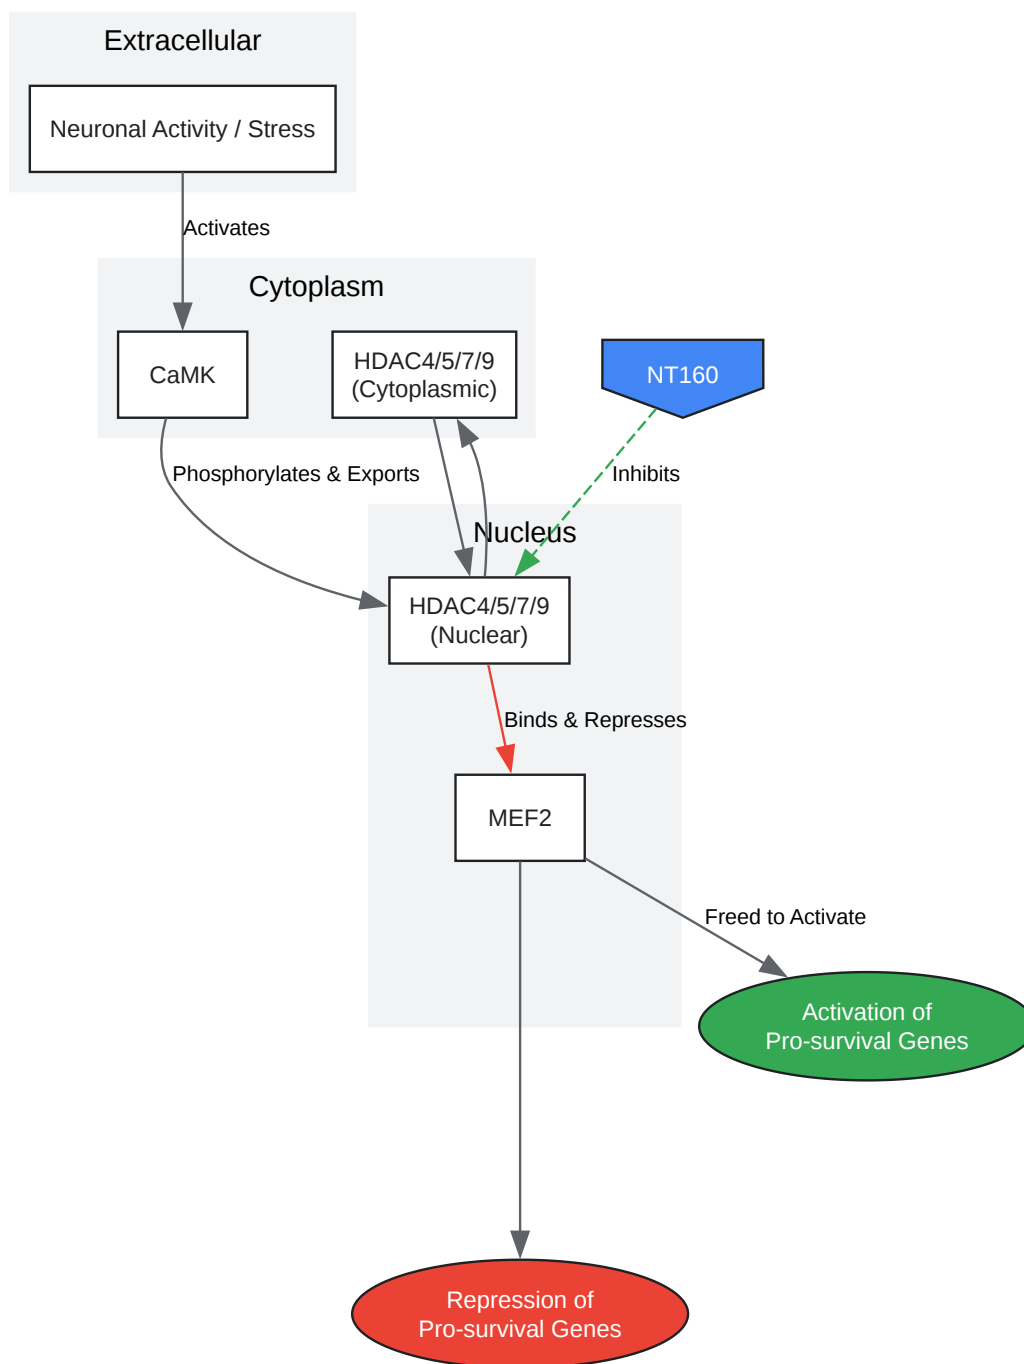 Extracellular
Neuronal Activity / Stress
Activates
Cytoplasm
CaMK
HDAC4/5/7/9
(Cytoplasmic)
NT160
Phosphorylates & Exports
Inhibits
Nucleus
HDAC4/5/7/9
(Nuclear)
Binds & Represses
MEF2
Freed to Activate
Activation of
Pro-survival Genes
Repression of
Pro-survival Genes